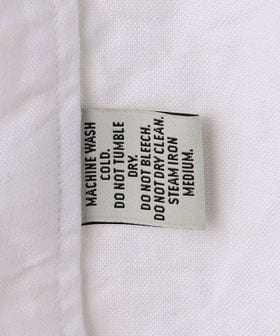 MACHINE WASH
COLD.
DO NOT TUMBLE
DRY.
DO NOT BLEECH.
DO NOT DRY CLEAN.
STEAM IRON
MEDIUM.